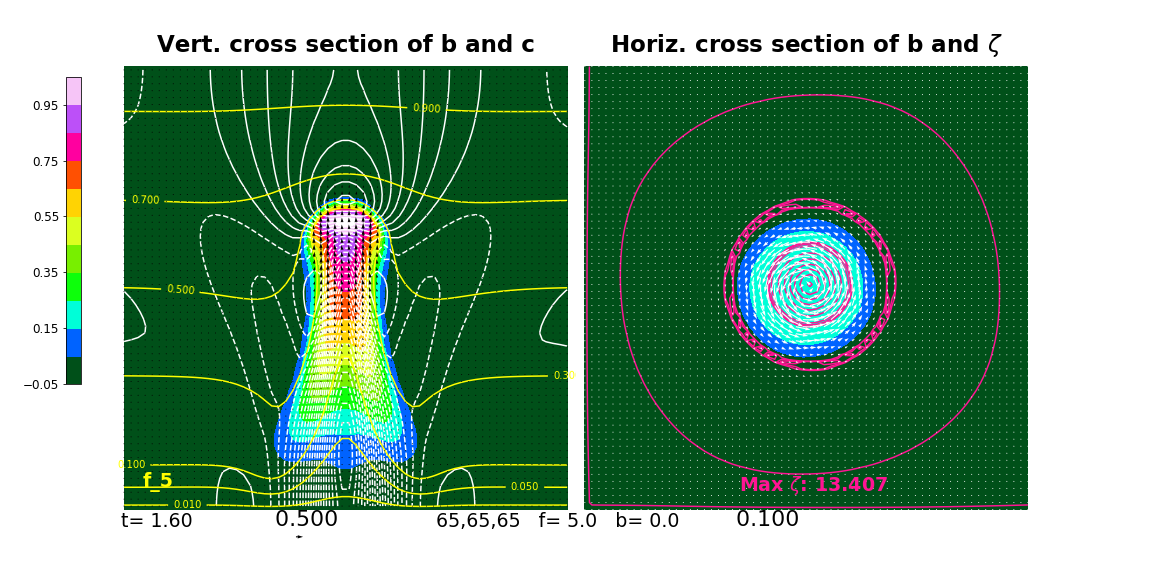 Vert. cross section of b and c
Horiz. cross section of b and ζ
0.95
0.75
0.55
0.35
0.15
−0.05
0.900
0.700
0.500
0.30
0.100
0.050
0.010
f_5
Max ζ: 13.407
t= 1.60
0.500
65,65,65
f= 5.0
b= 0.0
0.100